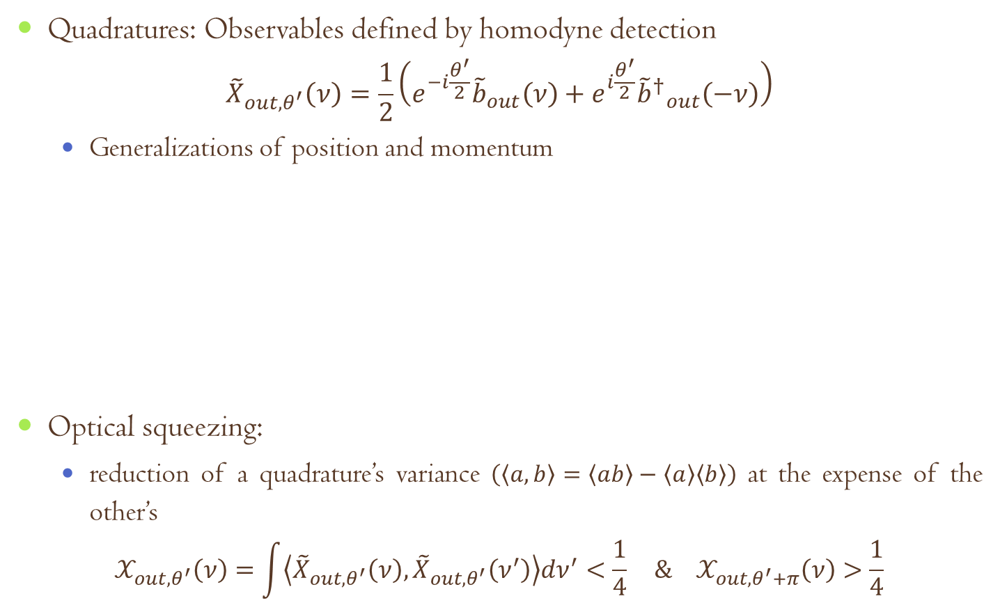 • Quadratures: Observables defined by homodyne detection
$\tilde{X}_{out,\theta'}(\nu) = \frac{1}{2}\left(e^{-i\frac{\theta'}{2}}\tilde{b}_{out}(\nu) + e^{i\frac{\theta'}{2}}\tilde{b}^{\dagger}{}_{out}(-\nu)\right)$
• Generalizations of position and momentum
• Optical squeezing:
• reduction of a quadrature’s variance $(\langle a, b\rangle = \langle ab\rangle - \langle a\rangle\langle b\rangle)$ at the expense of the
other’s
$\mathcal{X}_{out,\theta'}(\nu) = \int \langle \tilde{X}_{out,\theta'}(\nu), \tilde{X}_{out,\theta'}(\nu')\rangle d\nu' < \frac{1}{4} \quad \& \quad \mathcal{X}_{out,\theta'+\pi}(\nu) > \frac{1}{4}$